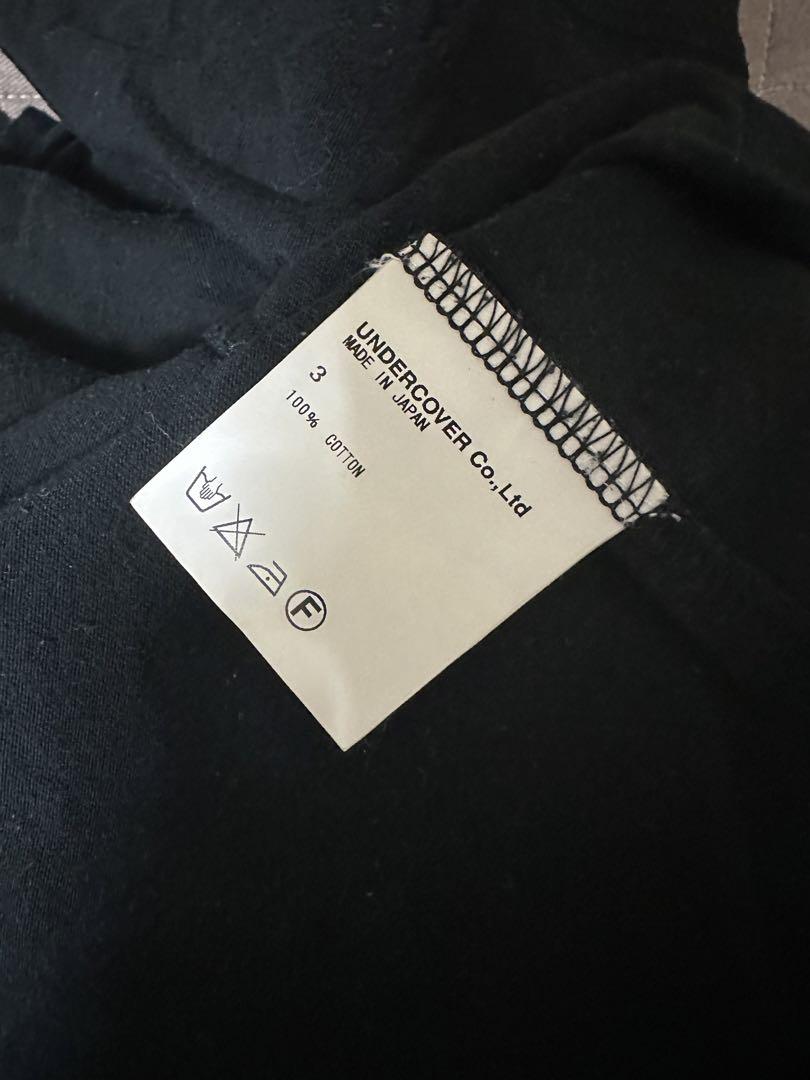 UNDERCOVER Co.,Ltd
MADE IN JAPAN
3
100% COTTON
F